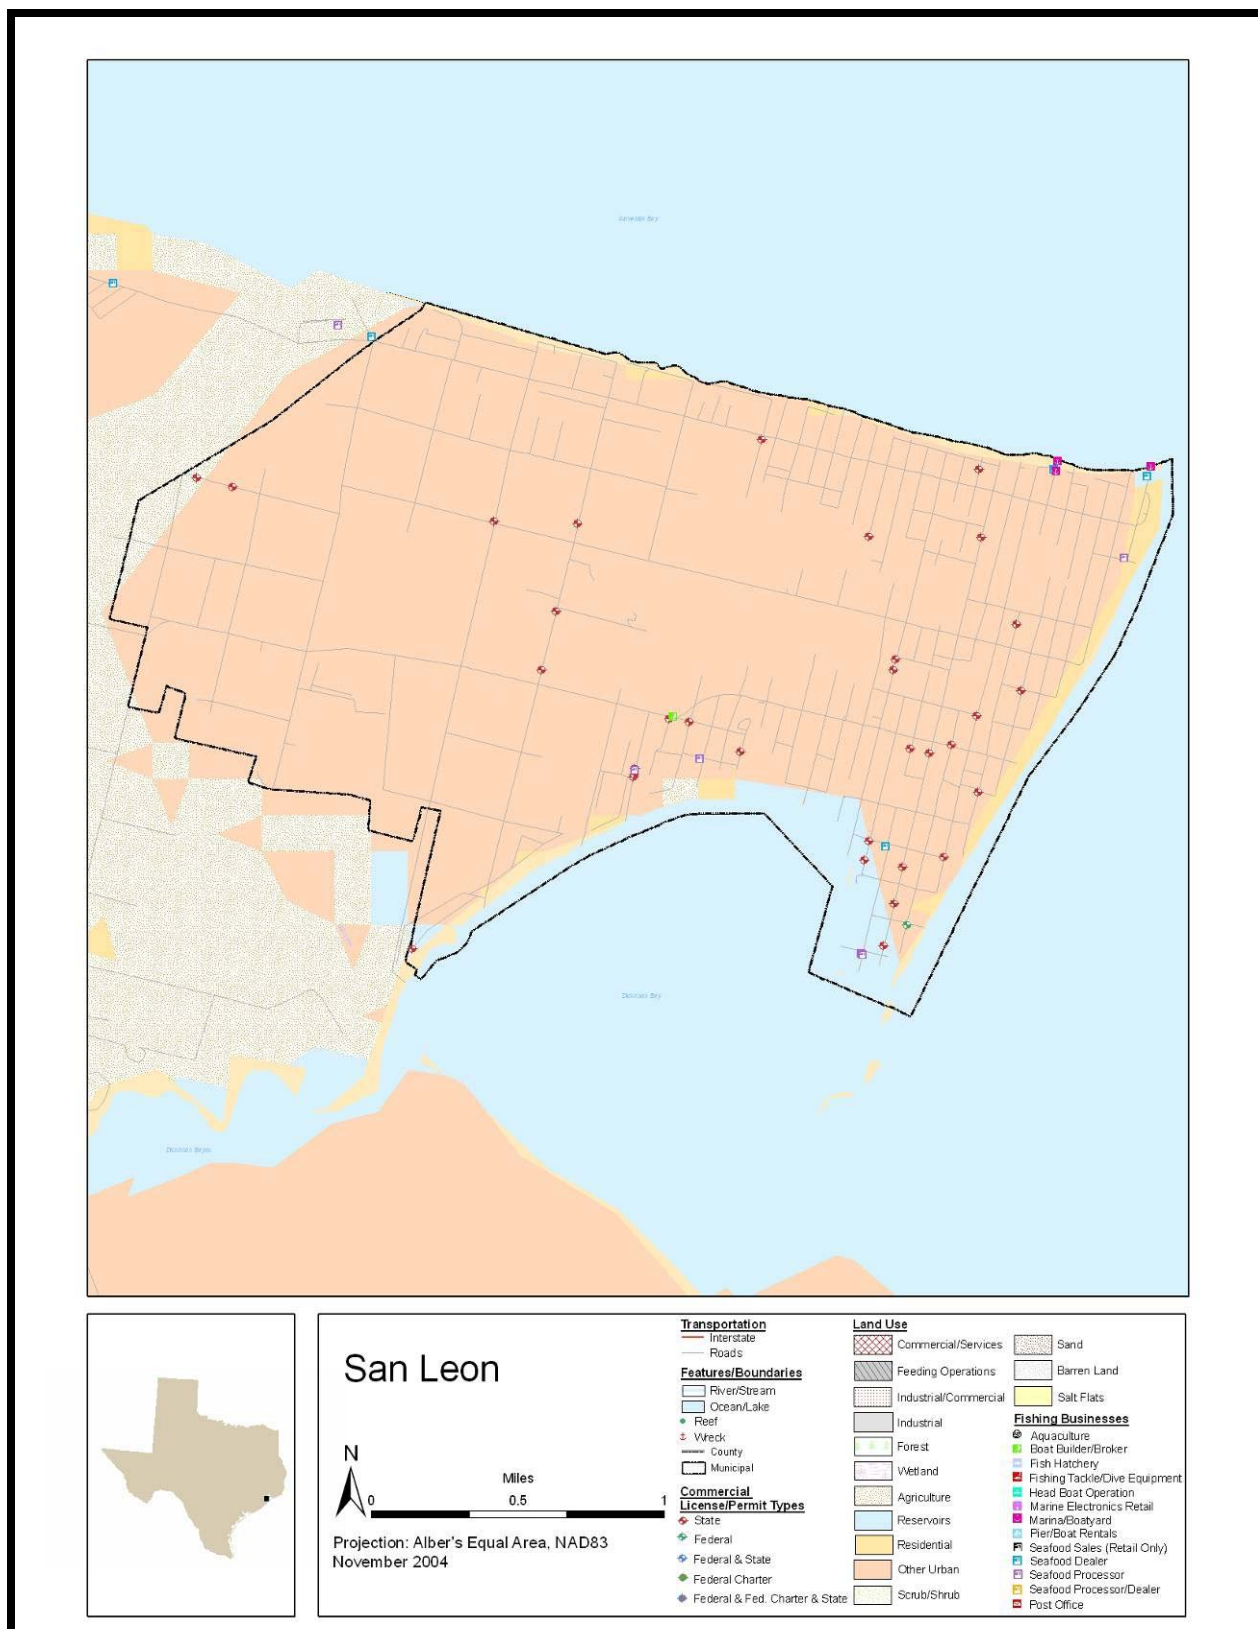 Dickinson Bay
Dickinson Bayou
San Leon
N
Miles
0 0.5 1
Projection: Alber's Equal Area, NAD83
November 2004
Transportation
Interstate
Roads
Features/Boundaries
River/Stream
Ocean/Lake
Reef
Wreck
County
Municipal
Commercial
License/Permit Types
State
Federal
Federal & State
Federal Charter
Federal & Fed. Charter & State
Land Use
Commercial/Services
Feeding Operations
Industrial/Commercial
Industrial
Forest
Wetland
Agriculture
Reservoirs
Residential
Other Urban
Scrub/Shrub
Sand
Barren Land
Salt Flats
Fishing Businesses
Aquaculture
Boat Builder/Broker
Fish Hatchery
Fishing Tackle/Dive Equipment
Head Boat Operation
Marine Electronics Retail
Marina/Boatyard
Pier/Boat Rentals
Seafood Sales (Retail Only)
Seafood Dealer
Seafood Processor
Seafood Processor/Dealer
Post Office